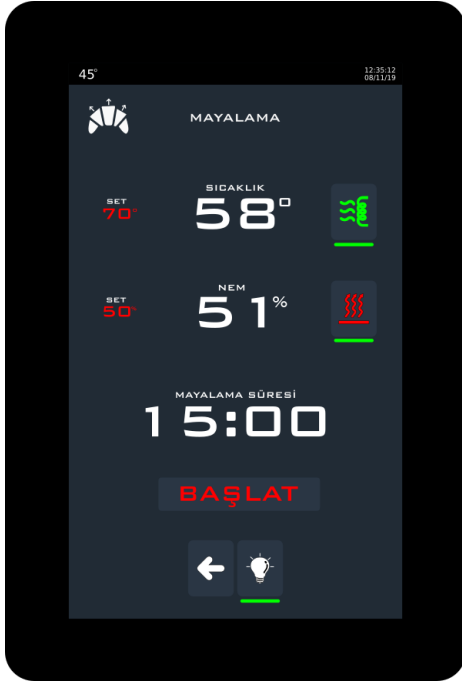 45°
12:35:12
08/11/19
MAYALAMA
SICAKLIK
SET
70°
58°
NEM
SET
50°
51%
MAYALAMA SÜRESİ
15:00
BAŞLAT